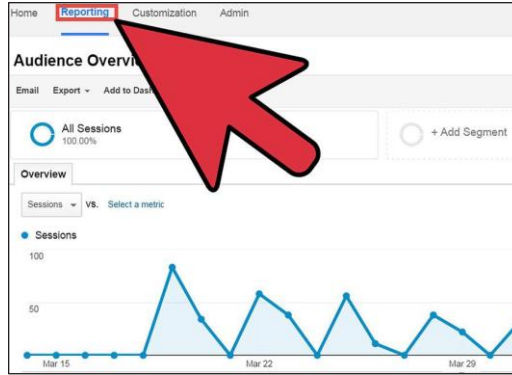 Home Reporting Customization Admin
Audience Overvi
Email Export Add to Das
All Sessions
100.00%
+ Add Segment
Overview
Sessions VS. Select a metric
Sessions
100
50
Mar 15 Mar 22 Mar 29